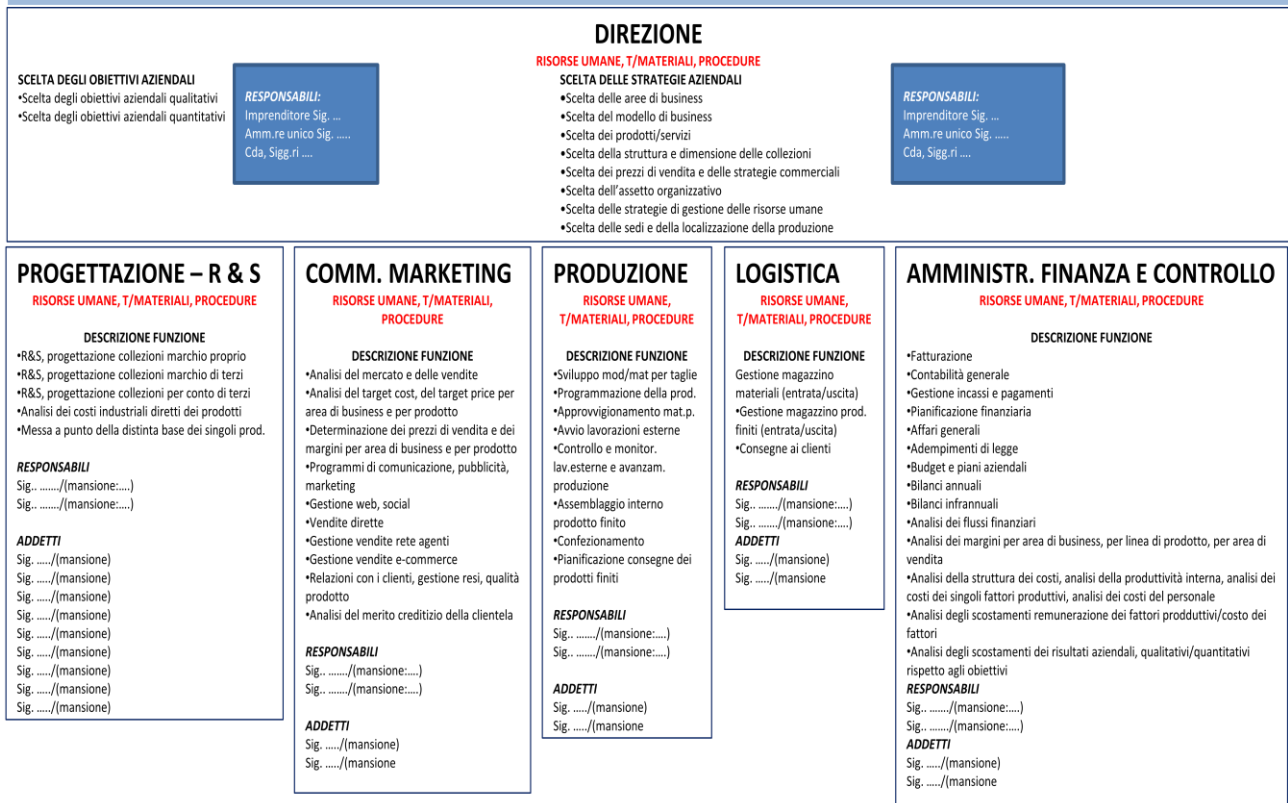 DIREZIONE
RISORSE UMANE, T/MATERIALI, PROCEDURE
SCELTA DEGLI OBIETTIVI AZIENDALI
•Scelta degli obiettivi aziendali qualitativi
•Scelta degli obiettivi aziendali quantitativi
RESPONSABILI:
Imprenditore Sig. ...
Amm.re unico Sig. .....
Cda, Sigg.ri ....
SCELTA DELLE STRATEGIE AZIENDALI
•Scelta delle aree di business
•Scelta del modello di business
•Scelta dei prodotti/servizi
•Scelta della struttura e dimensione delle collezioni
•Scelta dei prezzi di vendita e delle strategie commerciali
•Scelta dell'assetto organizzativo
•Scelta delle strategie di gestione delle risorse umane
•Scelta delle sedi e della localizzazione della produzione
RESPONSABILI:
Imprenditore Sig. ...
Amm.re unico Sig. .....
Cda, Sigg.ri ....
PROGETTAZIONE – R & S
RISORSE UMANE, T/MATERIALI, PROCEDURE
DESCRIZIONE FUNZIONE
•R&S, progettazione collezioni marchio proprio
•R&S, progettazione collezioni marchio di terzi
•R&S, progettazione collezioni per conto di terzi
•Analisi dei costi industriali diretti dei prodotti
•Messa a punto della distinta base dei singoli prod.
RESPONSABILI
Sig.. ......./(mansione:....)
Sig.. ......./(mansione:....)
ADDETTI
Sig. ...../(mansione)
Sig. ...../(mansione)
Sig. ...../(mansione)
Sig. ...../(mansione)
Sig. ...../(mansione)
Sig. ...../(mansione)
Sig. ...../(mansione)
Sig. ...../(mansione)
Sig. ...../(mansione)
COMM. MARKETING
RISORSE UMANE, T/MATERIALI,
PROCEDURE
DESCRIZIONE FUNZIONE
•Analisi del mercato e delle vendite
•Analisi del target cost, del target price per
area di business e per prodotto
•Determinazione dei prezzi di vendita e dei
margini per area di business e per prodotto
•Programmi di comunicazione, pubblicità,
marketing
•Gestione web, social
•Vendite dirette
•Gestione vendite rete agenti
•Gestione vendite e-commerce
•Relazioni con i clienti, gestione resi, qualità
prodotto
•Analisi del merito creditizio della clientela
RESPONSABILI
Sig.. ......./(mansione:....)
Sig.. ......./(mansione:....)
ADDETTI
Sig. ...../(mansione)
Sig. ...../(mansione
PRODUZIONE
RISORSE UMANE,
T/MATERIALI, PROCEDURE
DESCRIZIONE FUNZIONE
•Sviluppo mod/mat per taglie
•Programmazione della prod.
•Approvvigionamento mat.p.
•Avvio lavorazioni esterne
•Controllo e monitor.
lav.esterne e avanzam.
produzione
•Assemblaggio interno
prodotto finito
•Confezionamento
•Pianificazione consegne dei
prodotti finiti
RESPONSABILI
Sig.. ......./(mansione:....)
Sig.. ......./(mansione:....)
ADDETTI
Sig. ...../(mansione)
Sig. ...../(mansione
LOGISTICA
RISORSE UMANE,
T/MATERIALI, PROCEDURE
DESCRIZIONE FUNZIONE
Gestione magazzino
materiali (entrata/uscita)
•Gestione magazzino prod.
finiti (entrata/uscita)
•Consegne ai clienti
RESPONSABILI
Sig.. ......./(mansione:....)
Sig.. ......./(mansione:....)
ADDETTI
Sig. ...../(mansione)
Sig. ...../(mansione
AMMINISTR. FINANZA E CONTROLLO
RISORSE UMANE, T/MATERIALI, PROCEDURE
DESCRIZIONE FUNZIONE
•Fatturazione
•Contabilità generale
•Gestione incassi e pagamenti
•Pianificazione finanziaria
•Affari generali
•Adempimenti di legge
•Budget e piani aziendali
•Bilanci annuali
•Bilanci infrannuali
•Analisi dei flussi finanziari
•Analisi dei margini per area di business, per linea di prodotto, per area di
vendita
•Analisi della struttura dei costi, analisi della produttività interna, analisi dei
costi dei singoli fattori produttivi, analisi dei costi del personale
•Analisi degli scostamenti remunerazione dei fattori prodduttivi/costo dei
fattori
•Analisi degli scostamenti dei risultati aziendali, qualitativi/quantitativi
rispetto agli obiettivi
RESPONSABILI
Sig.. ......./(mansione:....)
Sig.. ......./(mansione:....)
ADDETTI
Sig. ...../(mansione)
Sig. ...../(mansione